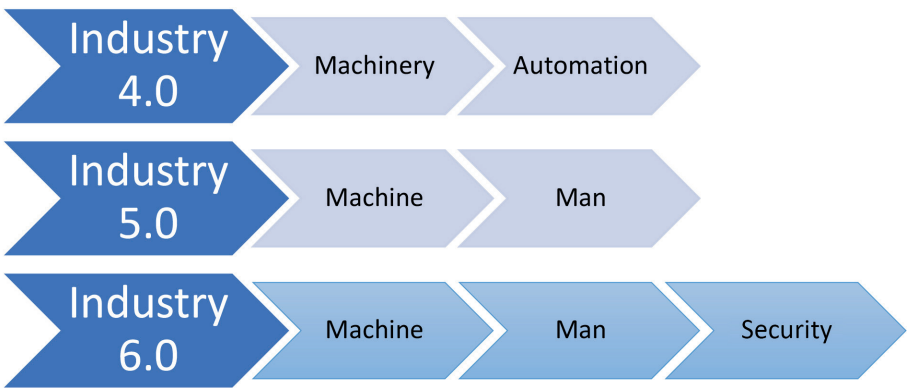 Industry
4.0
Machinery
Automation
Industry
5.0
Machine
Man
Industry
6.0
Machine
Man
Security